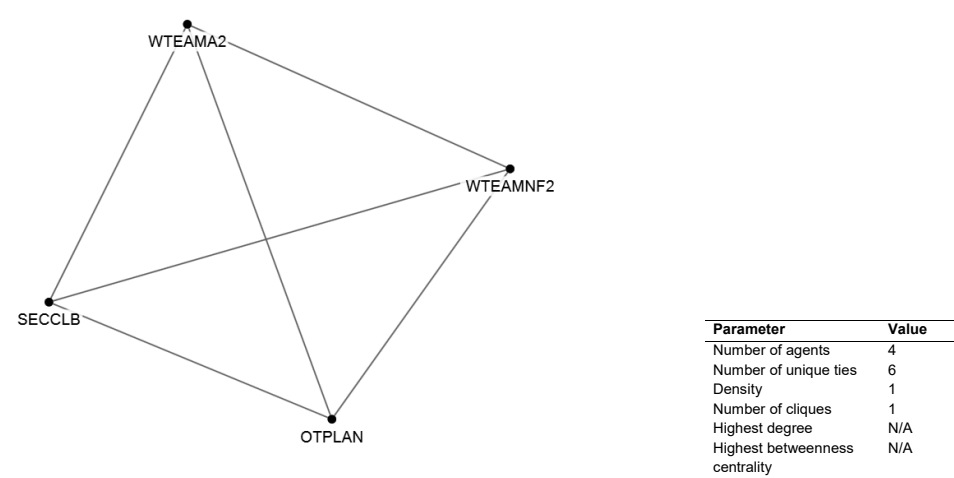 WTEAMA2
WTEAMNF2
SECCLB
OTPLAN
Parameter Value
Number of agents 4
Number of unique ties 6
Density 1
Number of cliques 1
Highest degree N/A
Highest betweenness N/A
centrality